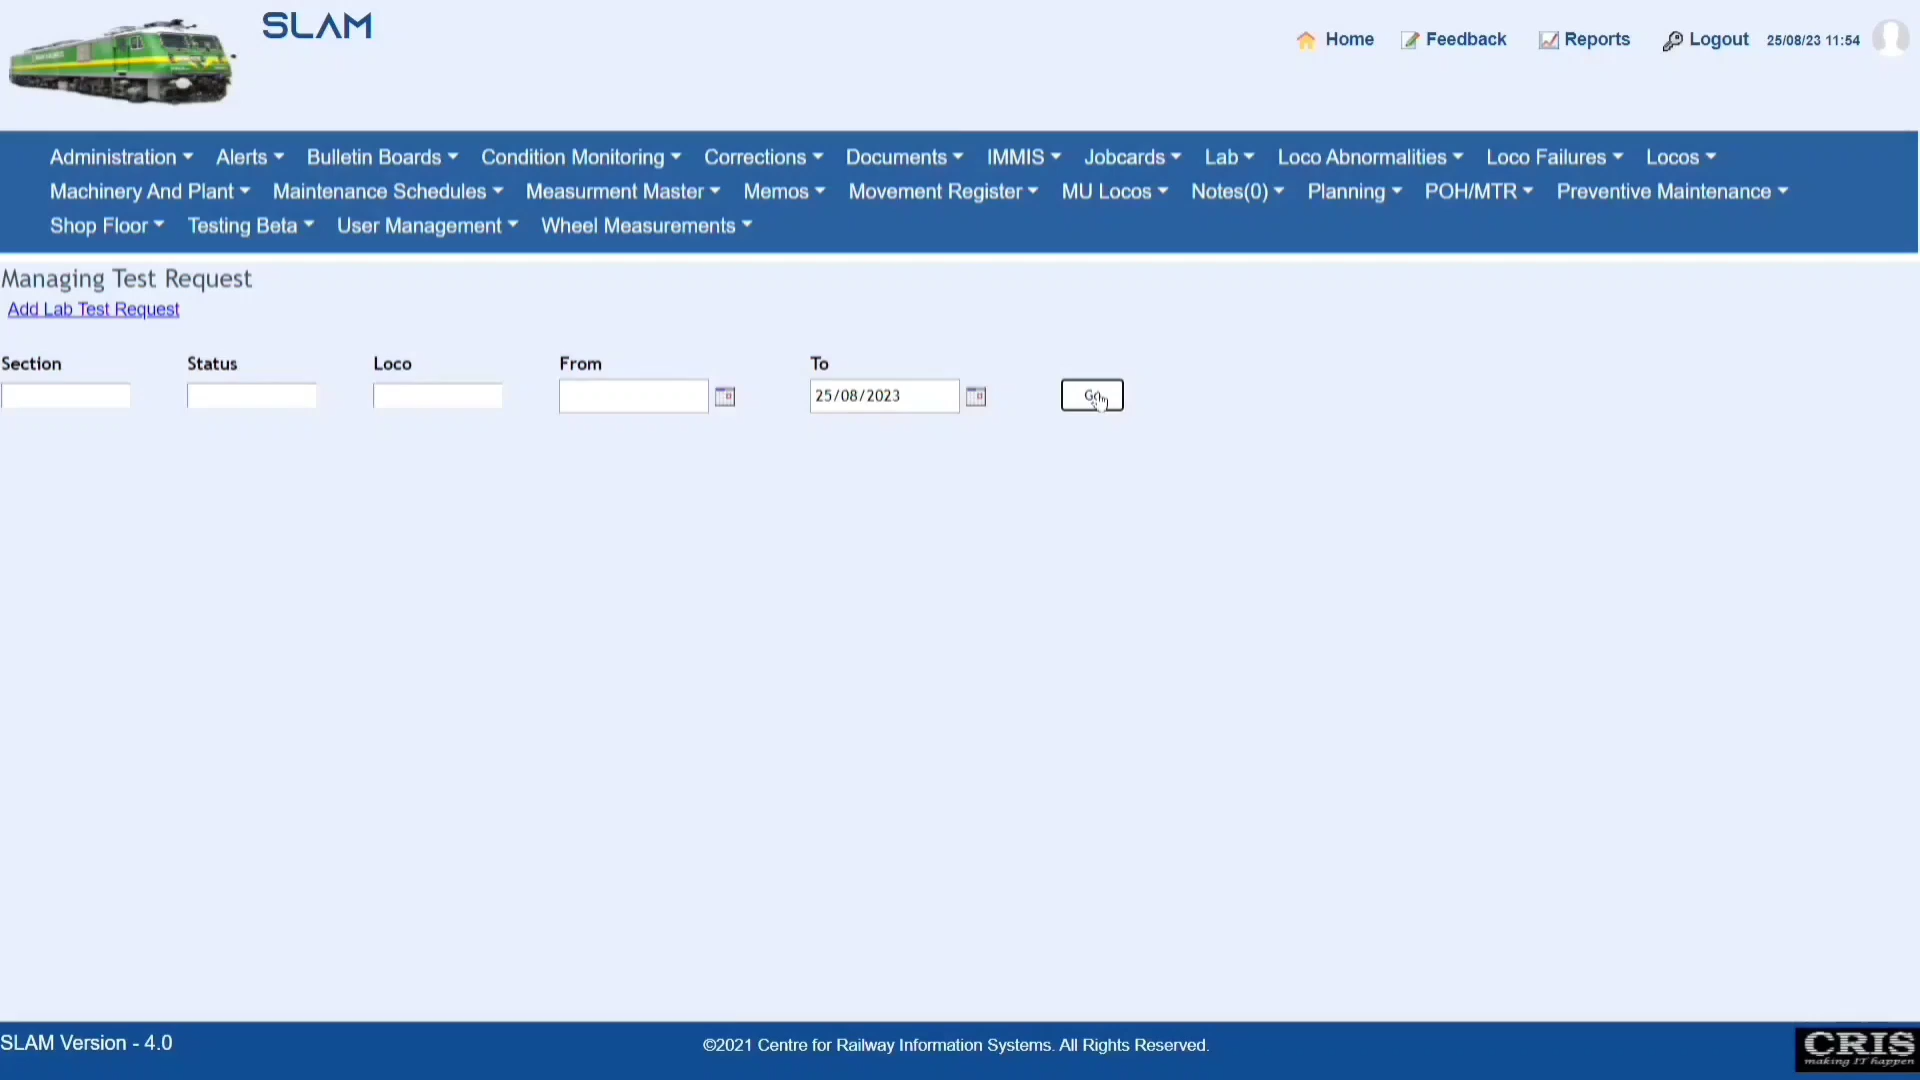 SLAM
Home Feedback Reports Logout 25/08/23 11:54
Administration Alerts Bulletin Boards Condition Monitoring Corrections Documents IMMIS Jobcards Lab Loco Abnormalities Loco Failures Locos
Machinery And Plant Maintenance Schedules Measurment Master Memos Movement Register MU Locos Notes(0) Planning POH/MTR Preventive Maintenance
Shop Floor Testing Beta User Management Wheel Measurements
Managing Test Request
Add Lab Test Request
Section Status Loco From To
25/08/2023 Go
SLAM Version - 4.0
©2021 Centre for Railway Information Systems. All Rights Reserved.
CRIS
making IT happen